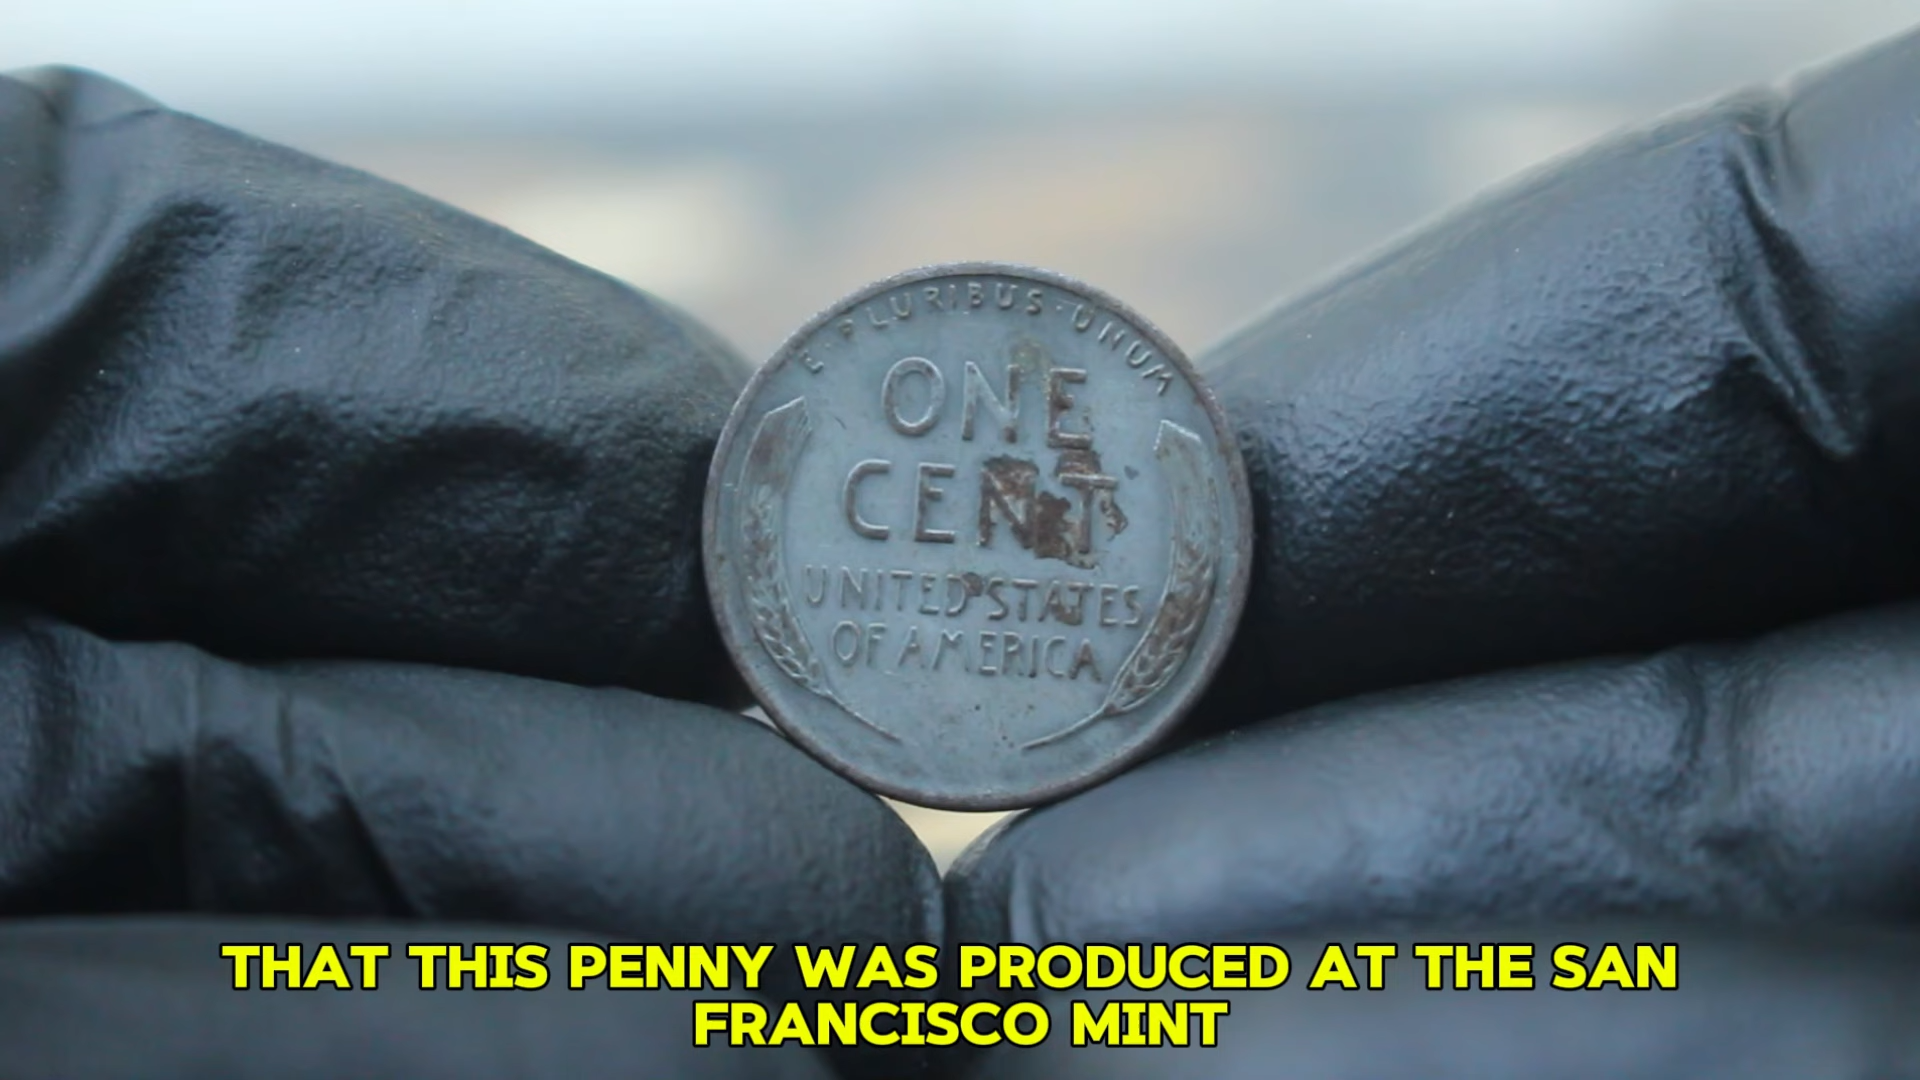 E·PLURIBUS·UNUM
ONE
CENT
UNITED STATES
OF AMERICA
THAT THIS PENNY WAS PRODUCED AT THE SAN
FRANCISCO MINT